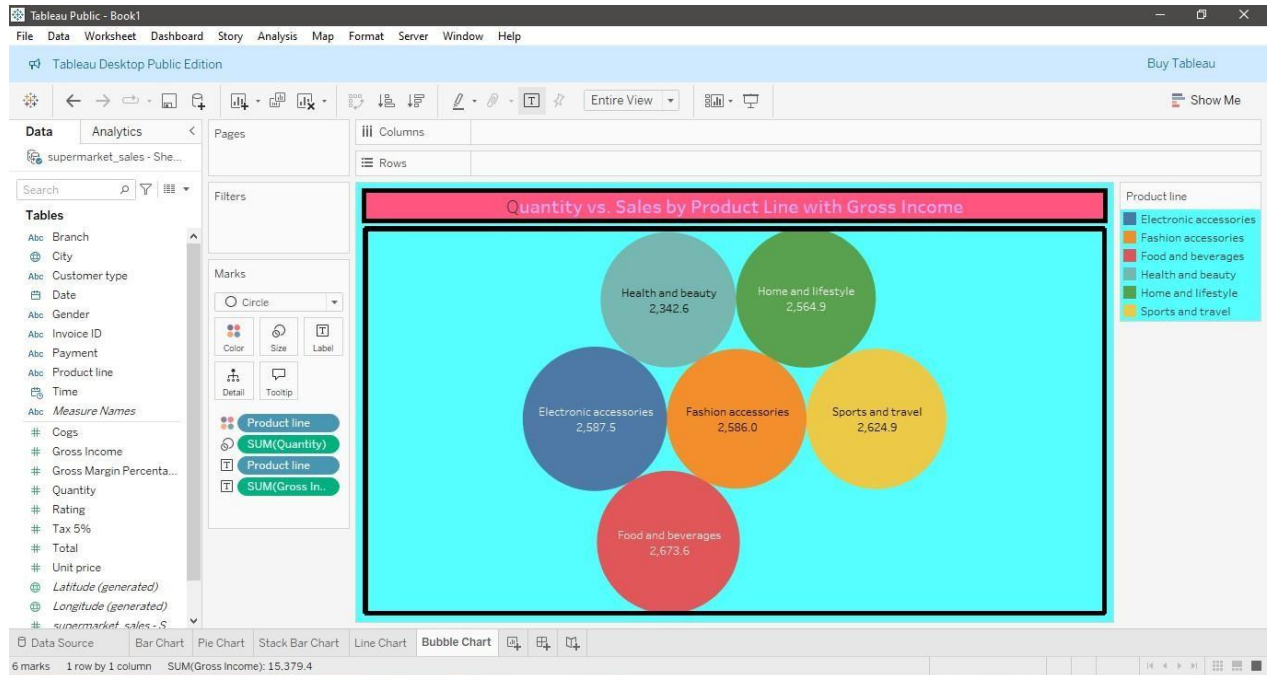 Tableau Public - Book1
File Data Worksheet Dashboard Story Analysis Map Format Server Window Help
Tableau Desktop Public Edition Buy Tableau
Entire View Show Me
Data Analytics
supermarket_sales - She...
Search
Tables
Abc Branch
City
Abc Customer type
Date
Abc Gender
Abc Invoice ID
Abc Payment
Abc Product line
Time
Abc Measure Names
# Cogs
# Gross Income
# Gross Margin Percenta...
# Quantity
# Rating
# Tax 5%
# Total
# Unit price
Latitude (generated)
Longitude (generated)
# supermarket_sales - S...
Pages
Filters
Marks
Circle
Color Size Label
Detail Tooltip
Product line
SUM(Quantity)
T Product line
T SUM(Gross In..
Columns
Rows
Quantity vs. Sales by Product Line with Gross Income
Health and beauty
2,342.6
Home and lifestyle
2,564.9
Electronic accessories
2,587.5
Fashion accessories
2,586.0
Sports and travel
2,624.9
Food and beverages
2,673.6
Product line
Electronic accessories
Fashion accessories
Food and beverages
Health and beauty
Home and lifestyle
Sports and travel
Data Source Bar Chart Pie Chart Stack Bar Chart Line Chart Bubble Chart
6 marks 1 row by 1 column SUM(Gross Income): 15,379.4